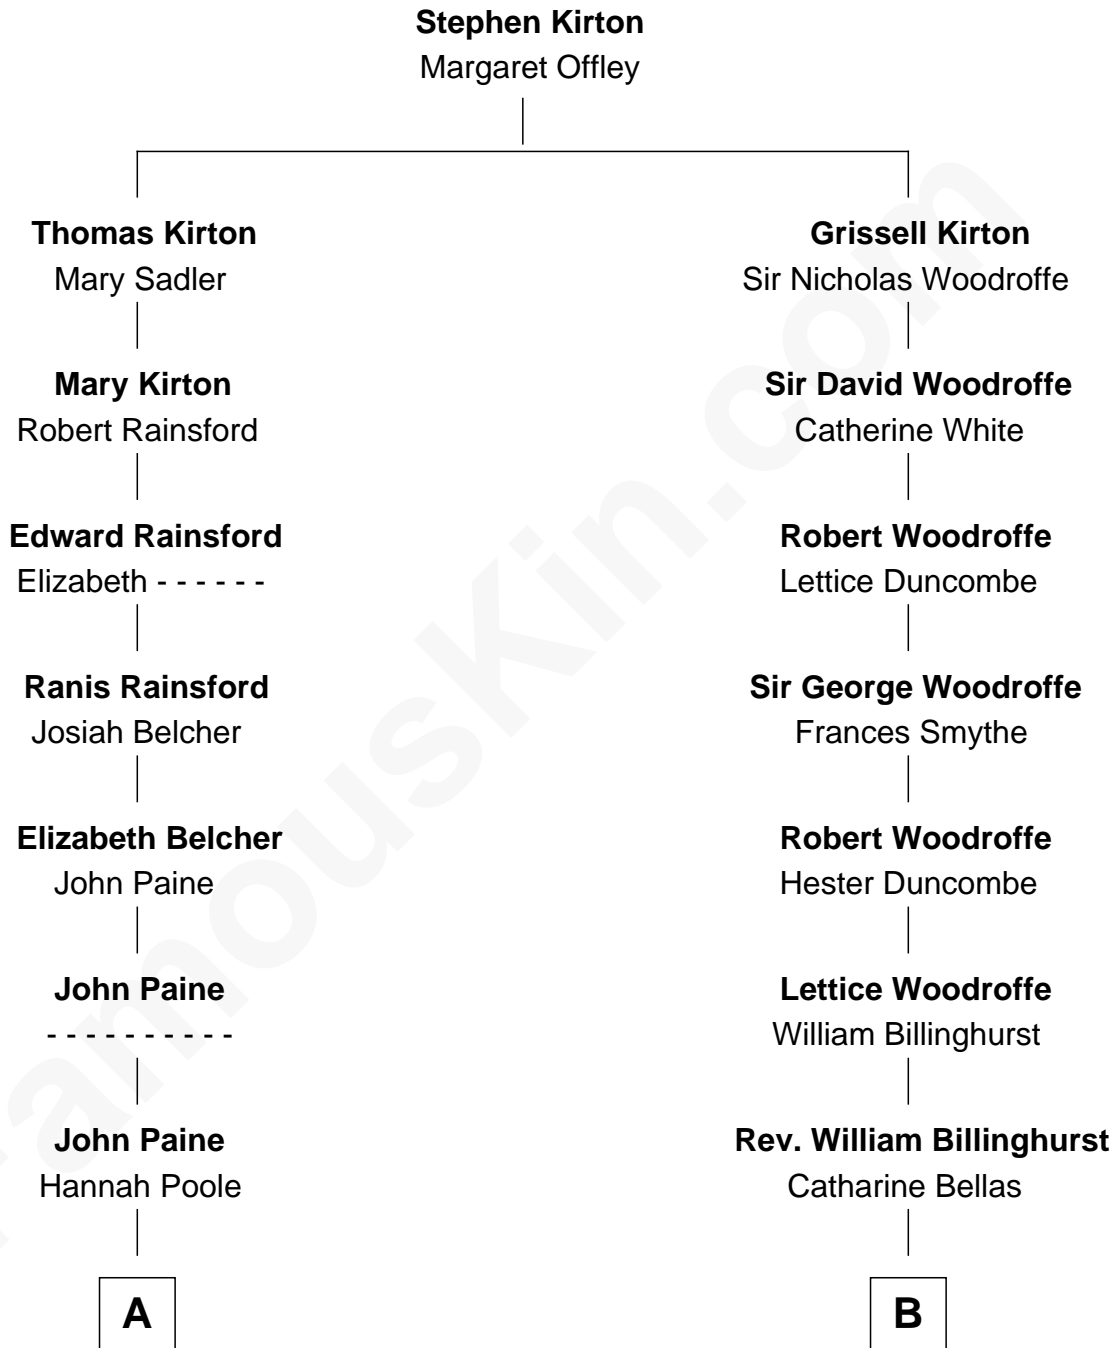 Stephen Kirton
Margaret Offley
Thomas Kirton
Mary Sadler
Grissell Kirton
Sir Nicholas Woodroffe
Mary Kirton
Robert Rainsford
Sir David Woodroffe
Catherine White
Edward Rainsford
Elizabeth - - - - - -
Robert Woodroffe
Lettice Duncombe
Ranis Rainsford
Josiah Belcher
Sir George Woodroffe
Frances Smythe
Elizabeth Belcher
John Paine
Robert Woodroffe
Hester Duncombe
John Paine
- - - - - - - - - -
Lettice Woodroffe
William Billinghurst
John Paine
Hannah Poole
Rev. William Billinghurst
Catharine Bellas
A
B
FamousKin.com